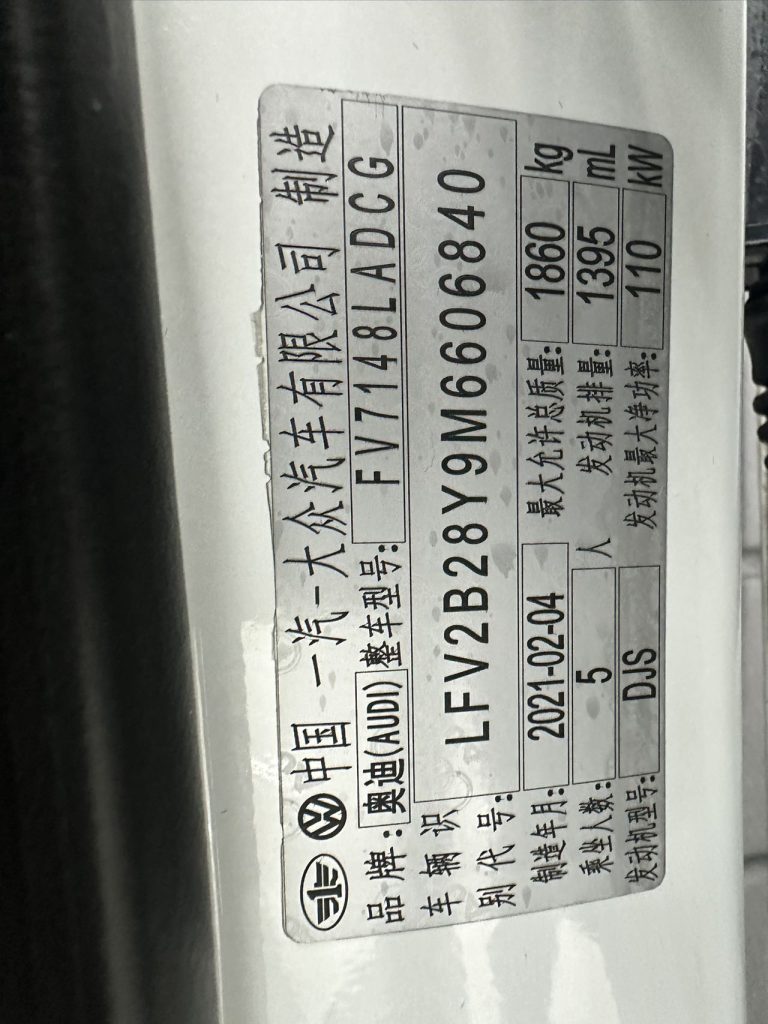 中国 一汽-大众汽车有限公司 制造
品牌: 奥迪(AUDI) 整车型号: FV7148LADCG
车辆识别代号: LFV2B28Y9M6606840
制造年月: 2021-02-04 最大允许总质量: 1860 kg
乘坐人数: 5 人 发动机排量: 1395 mL
发动机型号: DJS 发动机最大净功率: 110 kW